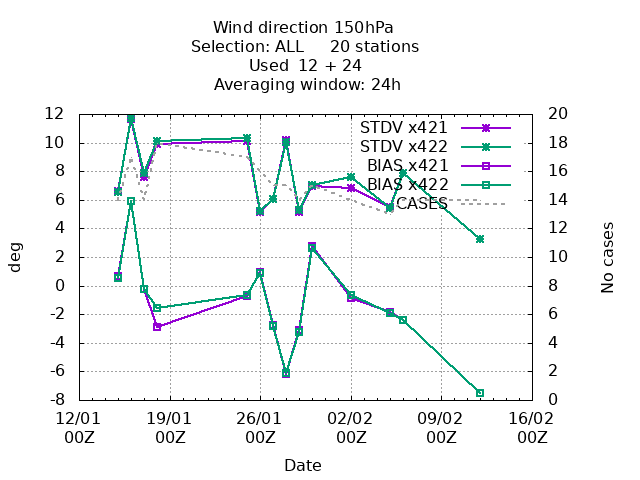 Wind direction 150hPa
Selection: ALL     20 stations
Used  12 + 24
Averaging window: 24h
12 20
10 18
8 16
6 14
4 12
2 10
0 8
-2 6
-4 4
-6 2
-8 0
STDV x421
STDV x422
BIAS x421
BIAS x422
CASES
deg
No cases
12/01 19/01 26/01 02/02 09/02 16/02
00Z 00Z 00Z 00Z 00Z 00Z
Date